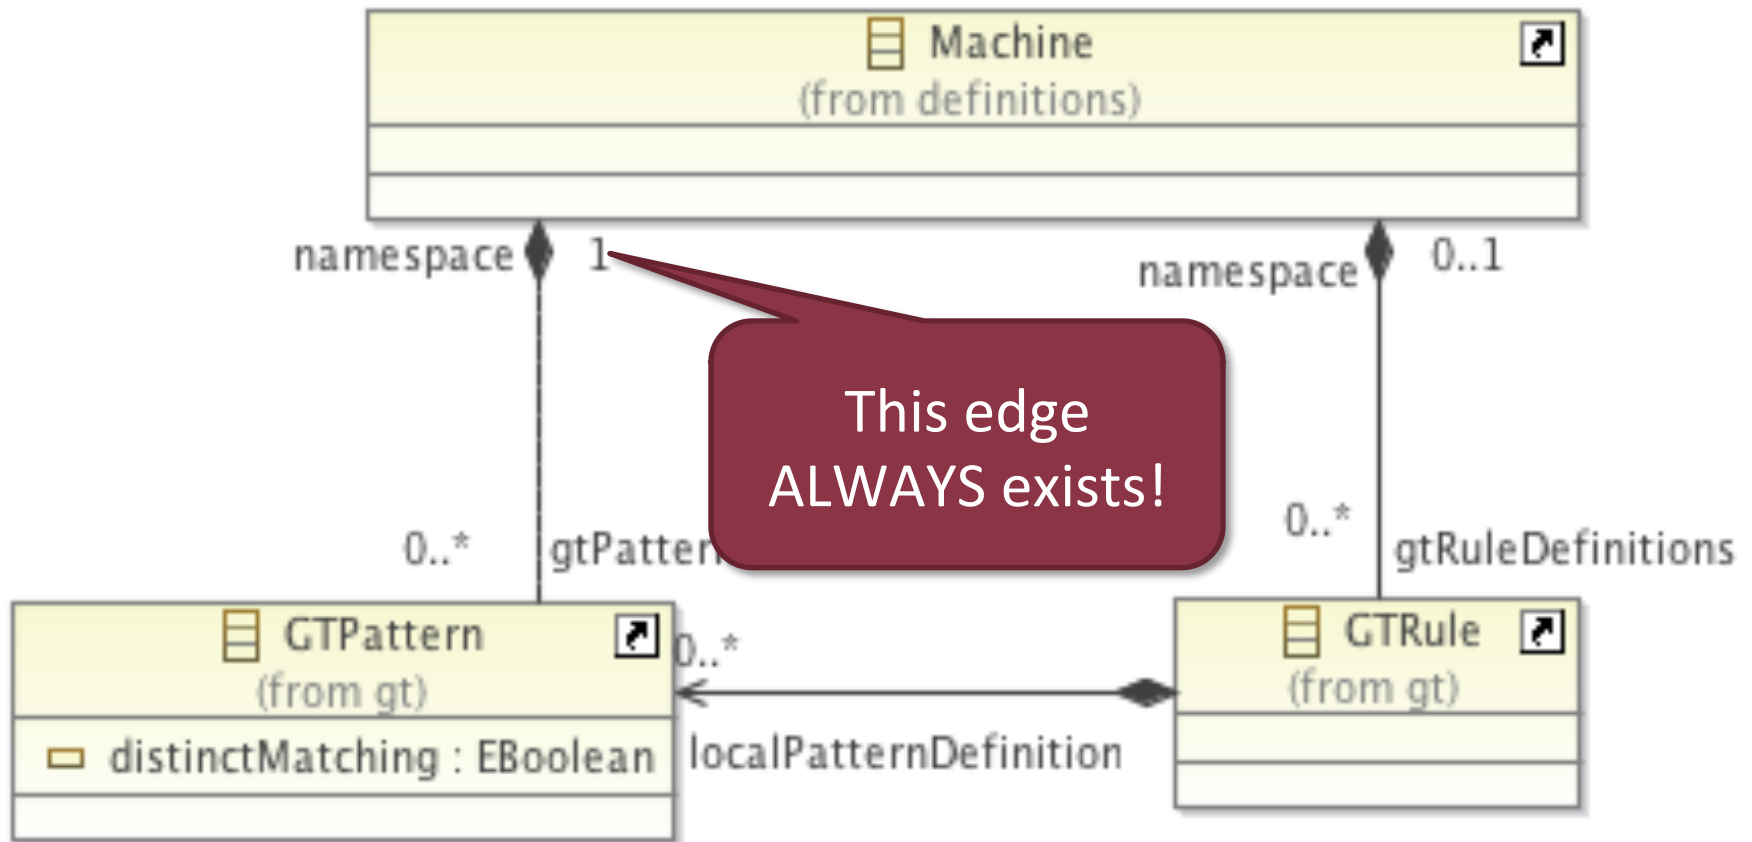 Machine
(from definitions)
namespace 1
namespace 0..1
This edge
ALWAYS exists!
0..* gtPatter
0..* gtRuleDefinitions
GTPattern
(from gt)
distinctMatching : EBoolean
0..*
localPatternDefinition
GTRule
(from gt)